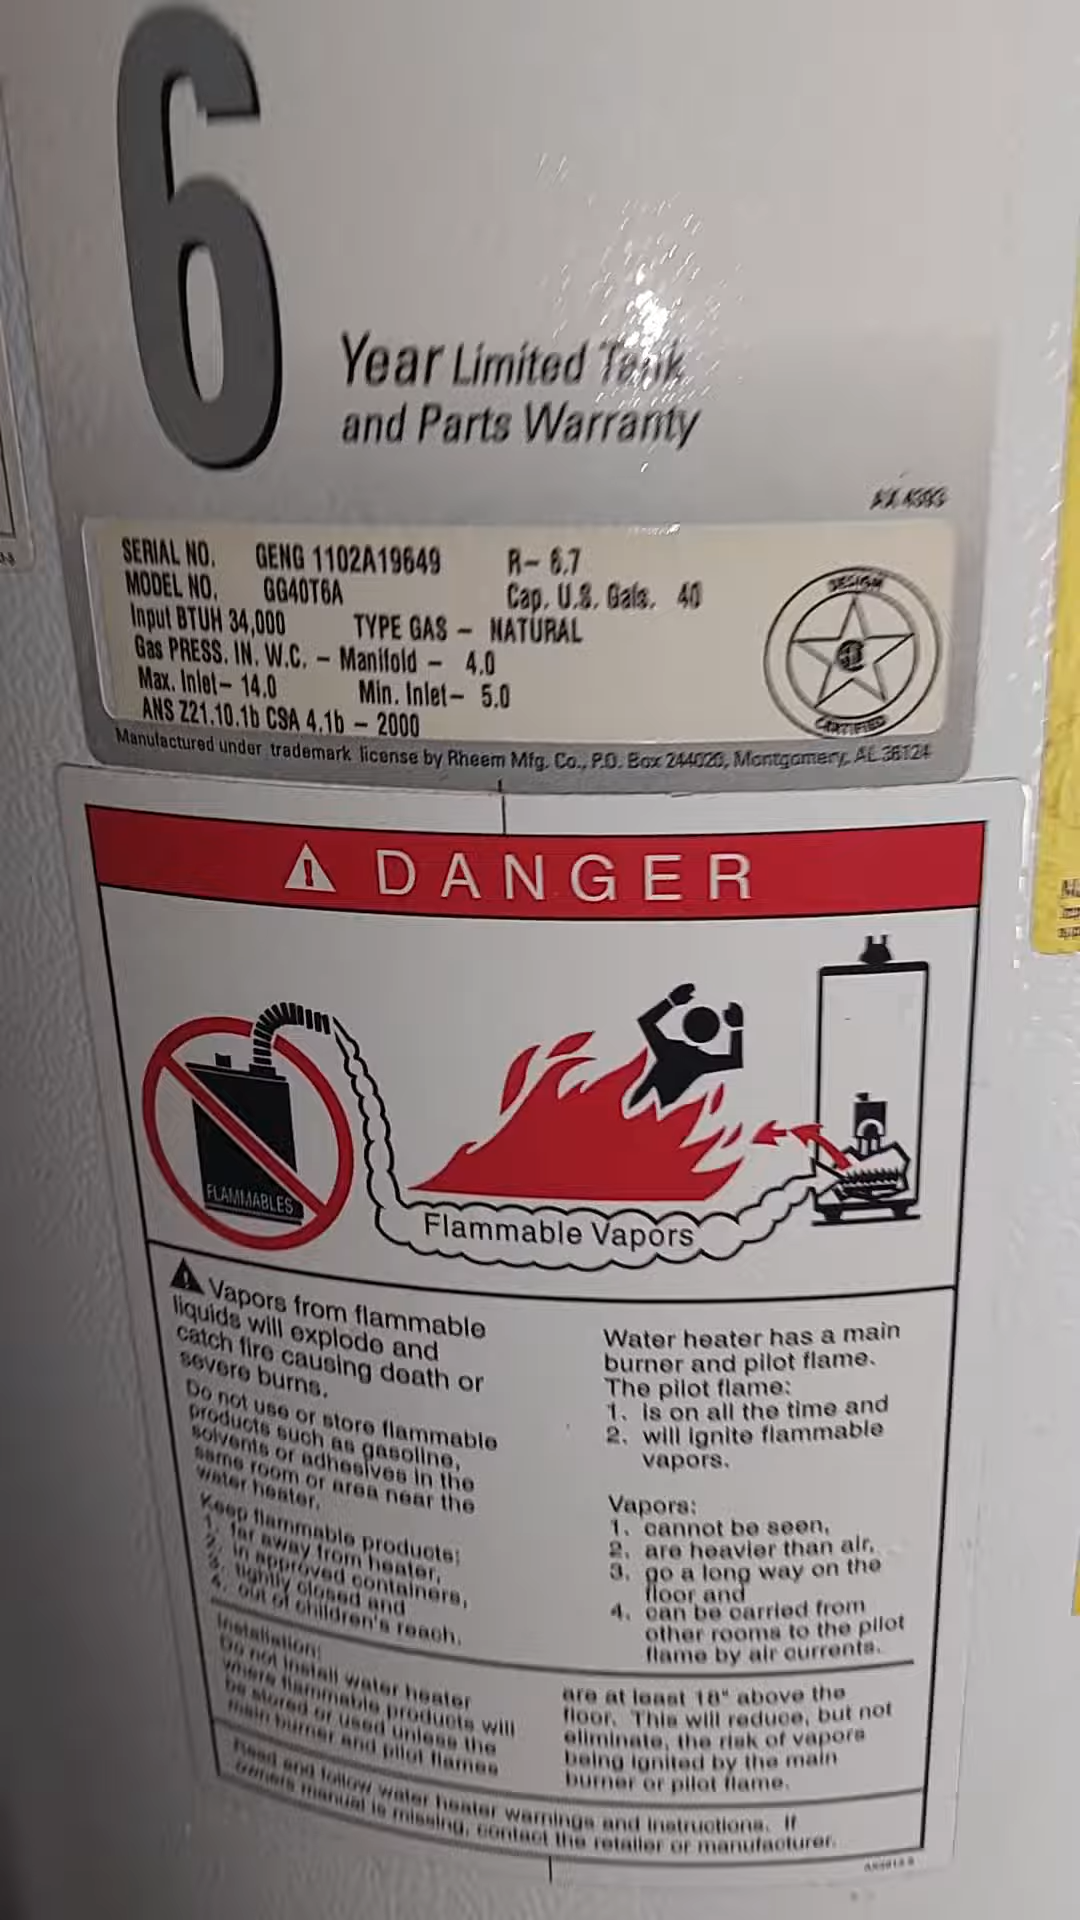 6
Year Limited Tank
and Parts Warranty
AX 4393
SERIAL NO. GENG 1102A19649 R- 6.7
MODEL NO. GG40T6A Cap. U.S. Gals. 40
Input BTUH 34,000 TYPE GAS - NATURAL
Gas PRESS. IN. W.C. - Manifold - 4.0
Max. Inlet- 14.0 Min. Inlet- 5.0
ANS Z21.10.1b CSA 4.1b - 2000
DESIGN
CERTIFIED
Manufactured under trademark license by Rheem Mfg. Co., P.O. Box 244020, Montgomery, AL 36124
DANGER
FLAMMABLES
Flammable Vapors
Vapors from flammable
liquids will explode and
catch fire causing death or
severe burns.
Do not use or store flammable
products such as gasoline,
solvents or adhesives in the
same room or area near the
water heater.
Keep flammable products:
1. far away from heater,
2. in approved containers,
3. tightly closed and
4. out of children's reach.
Water heater has a main
burner and pilot flame.
The pilot flame:
1. is on all the time and
2. will ignite flammable
vapors.
Vapors:
1. cannot be seen,
2. are heavier than air,
3. go a long way on the
floor and
4. can be carried from
other rooms to the pilot
flame by air currents.
Installation:
Do not install water heater
where flammable products will
be stored or used unless the
main burner and pilot flames
are at least 18" above the
floor. This will reduce, but not
eliminate, the risk of vapors
being ignited by the main
burner or pilot flame.
Read and follow water heater warnings and instructions. If
owners manual is missing, contact the retailer or manufacturer.